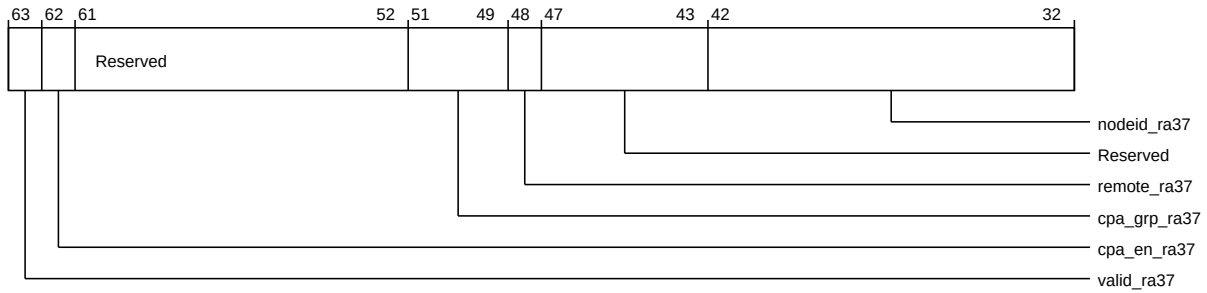 63 62 61 52 51 49 48 47 43 42 32
Reserved
nodeid_ra37
Reserved
remote_ra37
cpa_grp_ra37
cpa_en_ra37
valid_ra37